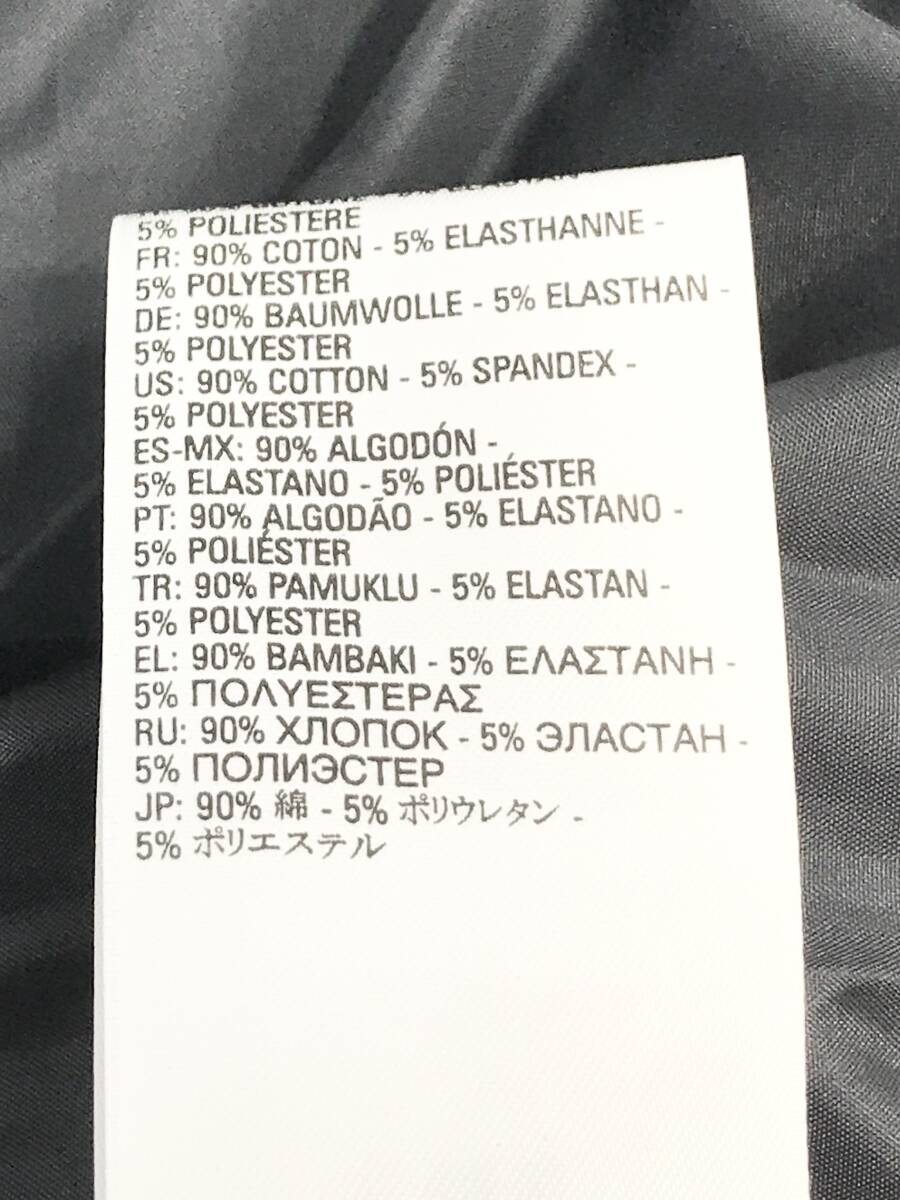 5% POLIESTERE
FR: 90% COTON - 5% ELASTHANNE -
5% POLYESTER
DE: 90% BAUMWOLLE - 5% ELASTHAN -
5% POLYESTER
US: 90% COTTON - 5% SPANDEX -
5% POLYESTER
ES-MX: 90% ALGODÓN -
5% ELASTANO - 5% POLIÉSTER
PT: 90% ALGODÃO - 5% ELASTANO -
5% POLIÉSTER
TR: 90% PAMUKLU - 5% ELASTAN -
5% POLYESTER
EL: 90% ΒΑΜΒΑΚΙ - 5% ΕΛΑΣΤΑΝΗ -
5% ΠΟΛΥΕΣΤΕΡΑΣ
RU: 90% ХЛОПОК - 5% ЭЛАСТАН -
5% ПОЛИЭСТЕР
JP: 90% 綿 - 5% ポリウレタン -
5% ポリエステル